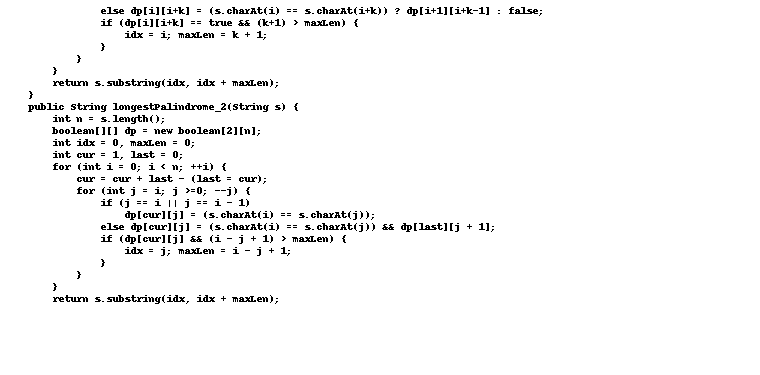 else dp[i][i+k] = (s.charAt(i) == s.charAt(i+k)) ? dp[i+1][i+k-1] : false;
if (dp[i][i+k] == true && (k+1) > maxLen) {
idx = i; maxLen = k + 1;
}
}
}
return s.substring(idx, idx + maxLen);
}
public String longestPalindrome_2(String s) {
int n = s.length();
boolean[][] dp = new boolean[2][n];
int idx = 0, maxLen = 0;
int cur = 1, last = 0;
for (int i = 0; i < n; ++i) {
cur = cur + last - (last = cur);
for (int j = i; j >=0; --j) {
if (j == i || j == i - 1)
dp[cur][j] = (s.charAt(i) == s.charAt(j));
else dp[cur][j] = (s.charAt(i) == s.charAt(j)) && dp[last][j + 1];
if (dp[cur][j] && (i - j + 1) > maxLen) {
idx = j; maxLen = i - j + 1;
}
}
}
return s.substring(idx, idx + maxLen);